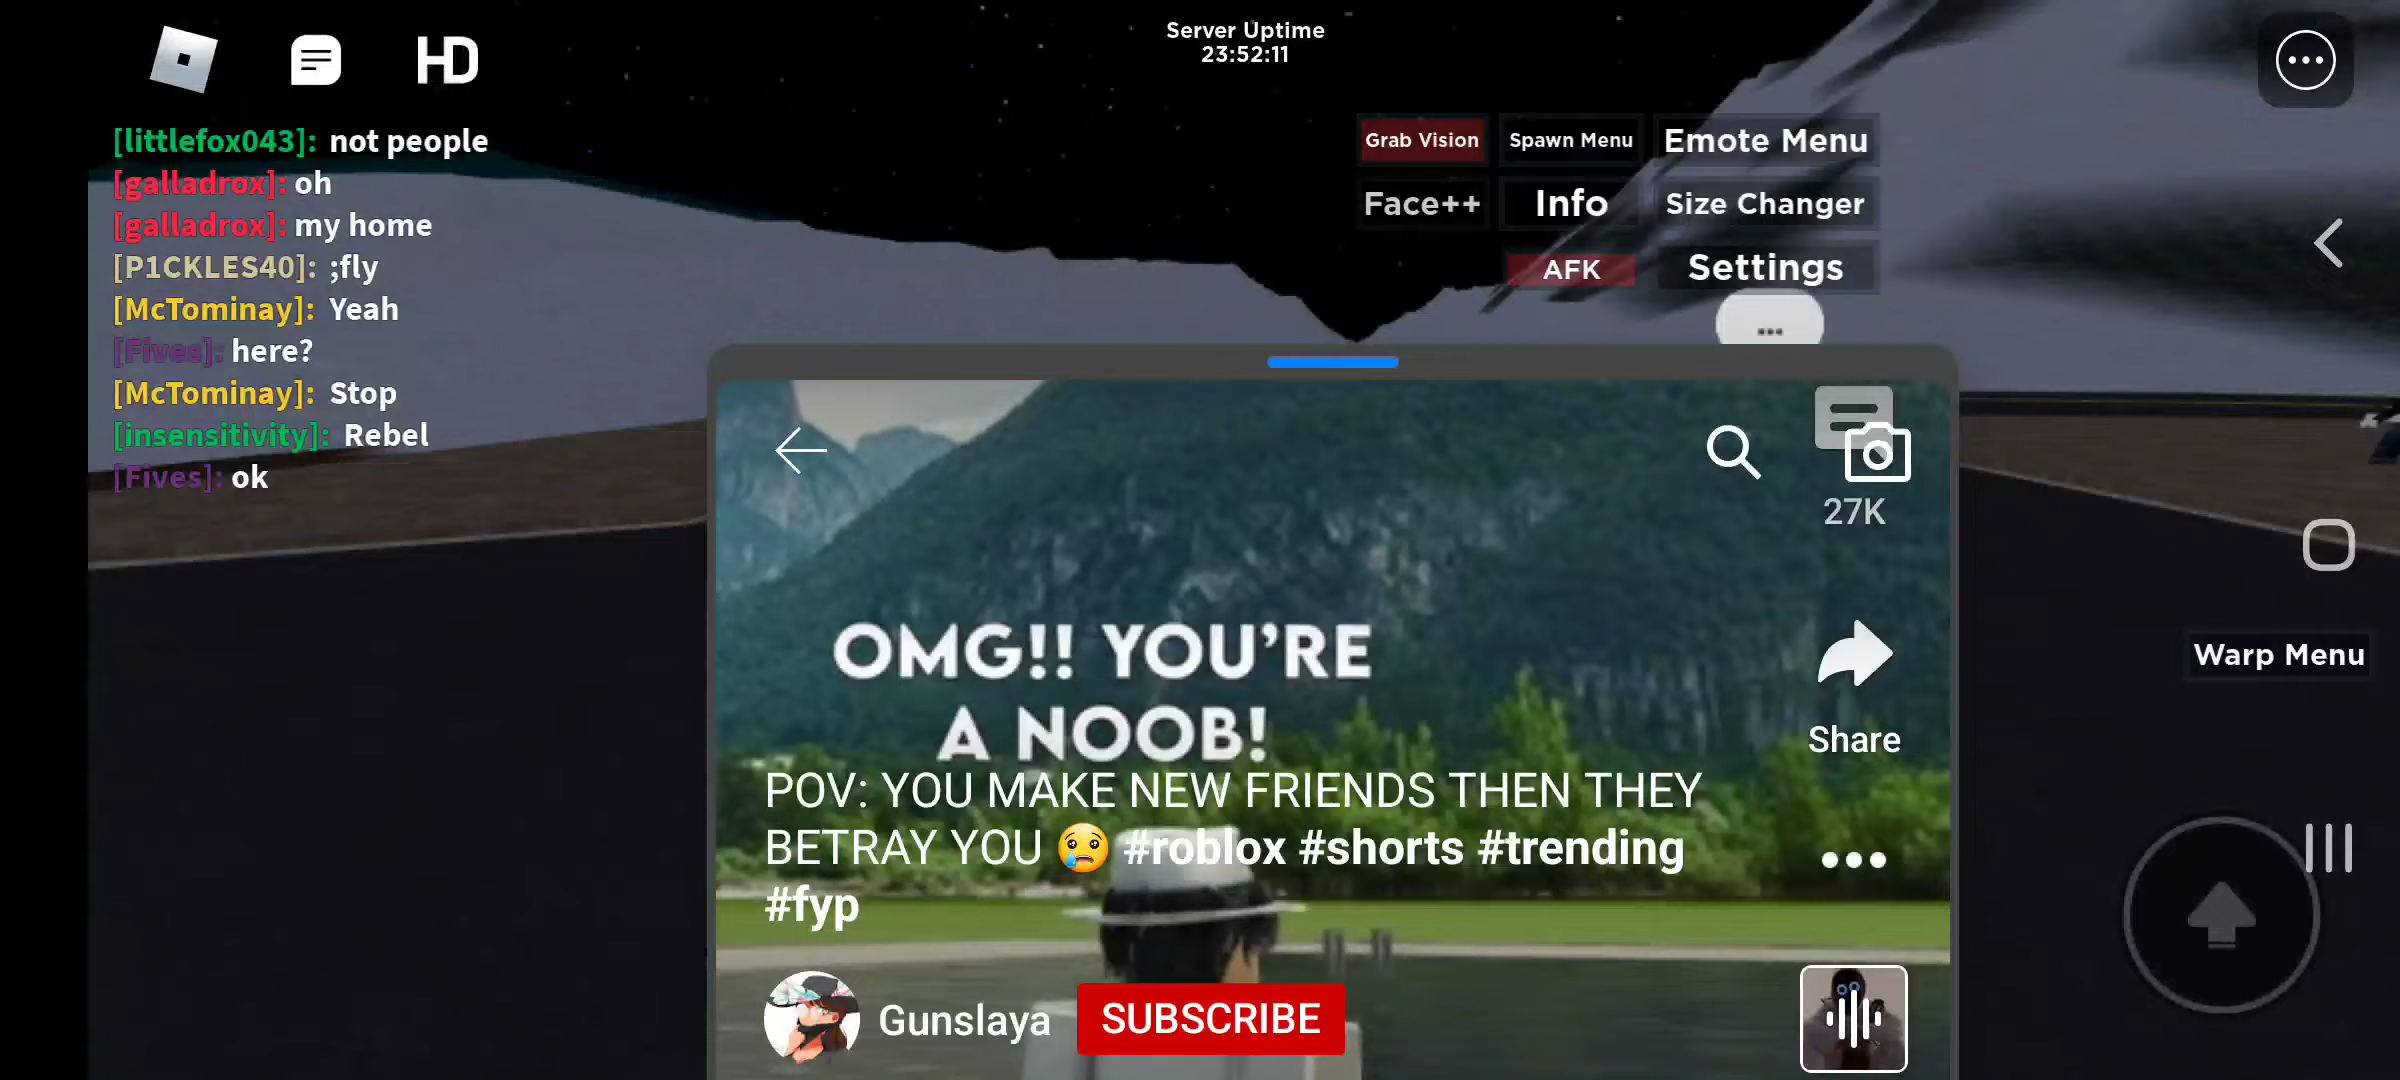 HD
Server Uptime
23:52:11
[littlefox043]: not people
[galladrox]: oh
[galladrox]: my home
[P1CKLES40]: ;fly
[McTominay]: Yeah
[Fives]: here?
[McTominay]: Stop
[insensitivity]: Rebel
[Fives]: ok
Grab Vision Spawn Menu Emote Menu
Face++ Info Size Changer
AFK Settings
...
27K
OMG!! YOU'RE
A NOOB!
Share
POV: YOU MAKE NEW FRIENDS THEN THEY
BETRAY YOU 😢 #roblox #shorts #trending
#fyp
Gunslaya SUBSCRIBE
Warp Menu